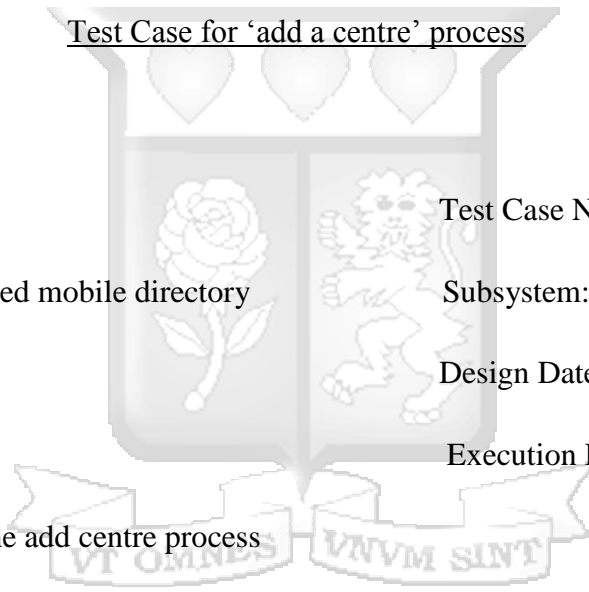 Test Case for ‘add a centre’ process
Test Case N
ed mobile directory Subsystem:
Design Date
Execution
e add centre process
VT OMNES VNVM SINT